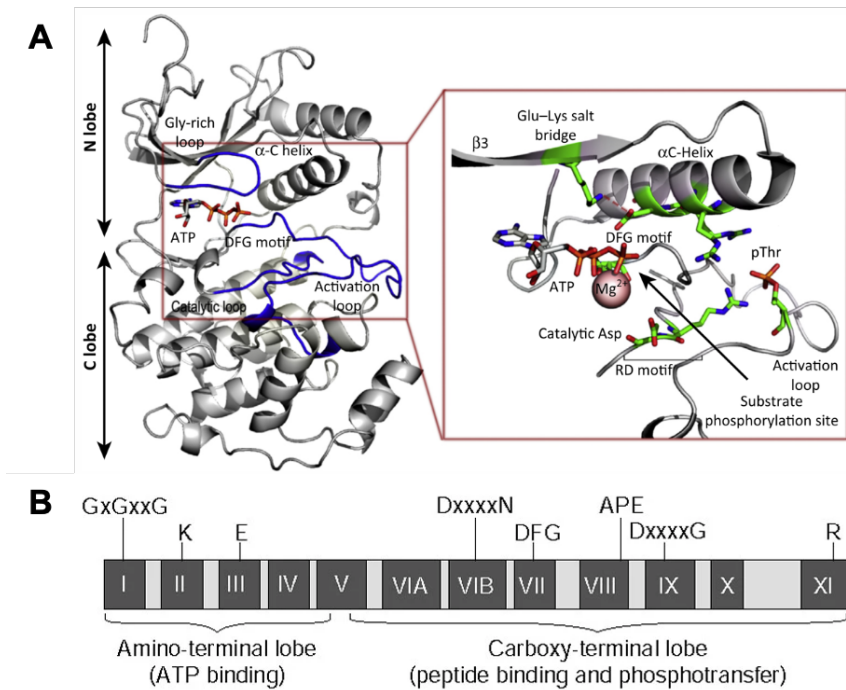 A
N lobe
C lobe
Gly-rich
loop
α-C helix
ATP
DFG motif
Catalytic loop
Activation
loop
Glu–Lys salt
bridge
β3
αC-Helix
DFG motif
pThr
ATP
Mg2+
Catalytic Asp
RD motif
Activation
loop
Substrate
phosphorylation site
B
GxGxxG
K
E
DxxxxN
DFG
APE
DxxxxG
R
I
II
III
IV
V
VIA
VIB
VII
VIII
IX
X
XI
Amino-terminal lobe
(ATP binding)
Carboxy-terminal lobe
(peptide binding and phosphotransfer)